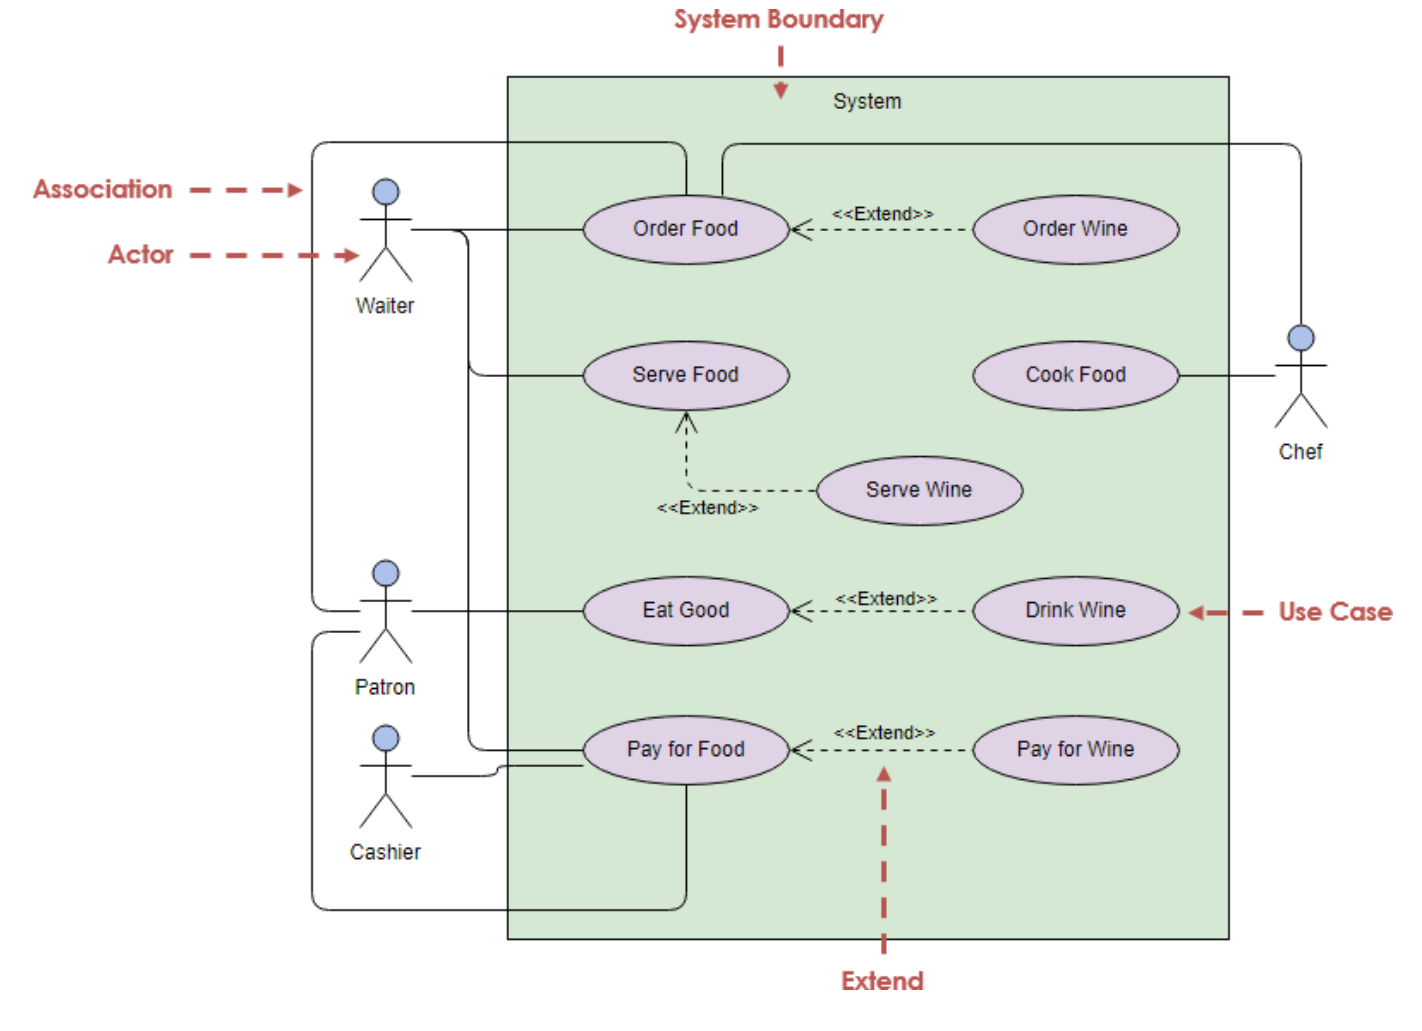 System Boundary
System
Association
Actor
Waiter
Order Food
<<Extend>>
Order Wine
Serve Food
Cook Food
Chef
Serve Wine
<<Extend>>
Patron
Eat Good
<<Extend>>
Drink Wine
Use Case
Cashier
Pay for Food
<<Extend>>
Pay for Wine
Extend